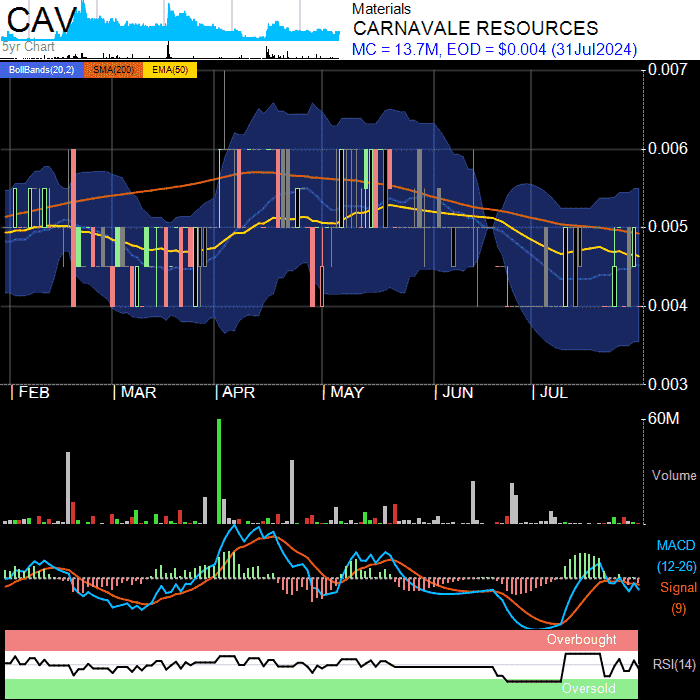 CAV
5yr Chart
Materials
CARNAVALE RESOURCES
MC = 13.7M, EOD = $0.004 (31Jul2024)
BollBands(20,2) SMA(200) EMA(50)
0.007
0.006
0.005
0.004
0.003
FEB MAR APR MAY JUN JUL
60M
Volume
MACD
(12-26)
Signal
(9)
Overbought
RSI(14)
Oversold